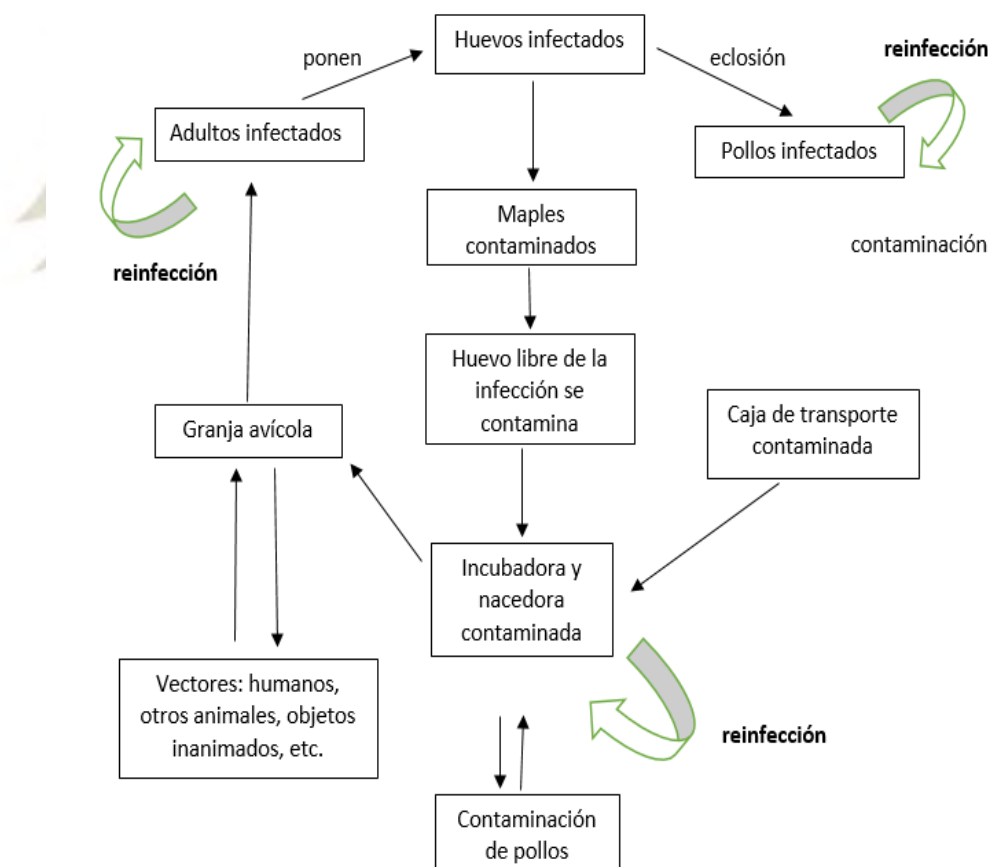 Huevos infectados
ponen
eclosión
reinfección
Adultos infectados
Pollos infectados
Maples
contaminados
contaminación
reinfección
Huevo libre de la
infección se
contamina
Granja avícola
Caja de transporte
contaminada
Incubadora y
nacedora
contaminada
Vectores: humanos,
otros animales, objetos
inanimados, etc.
reinfección
Contaminación
de pollos